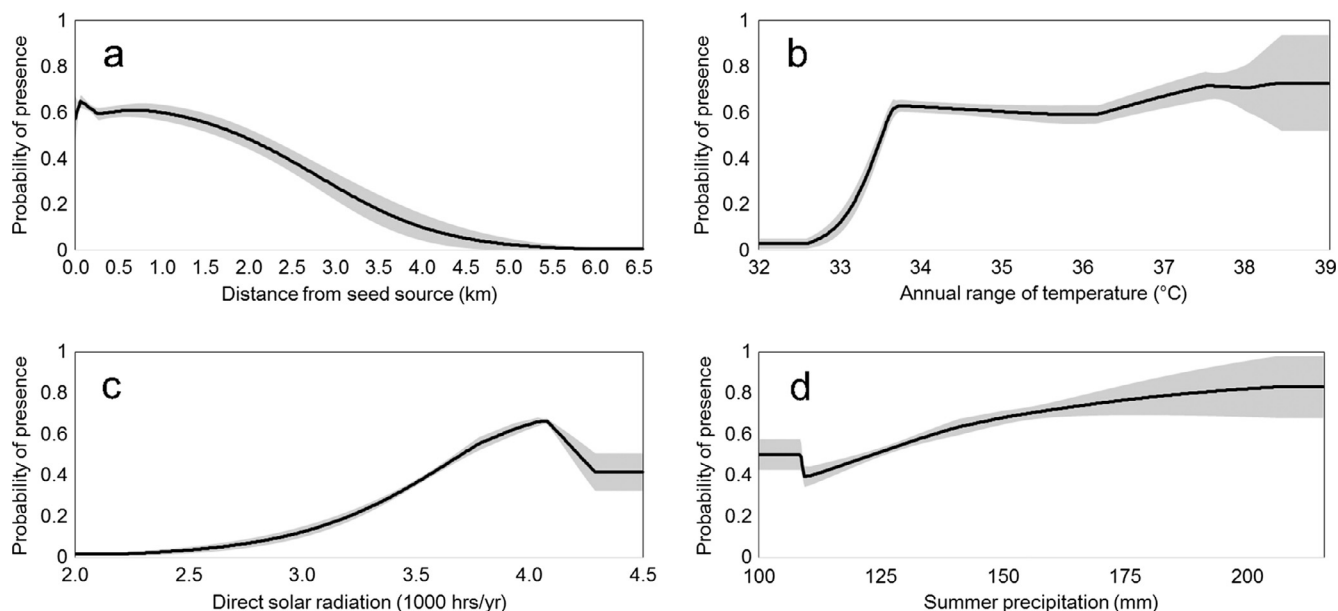 a
Probability of presence
1
0.8
0.6
0.4
0.2
0
0.0 0.5 1.0 1.5 2.0 2.5 3.0 3.5 4.0 4.5 5.0 5.5 6.0 6.5
Distance from seed source (km)
b
Probability of presence
1
0.8
0.6
0.4
0.2
0
32 33 34 35 36 37 38 39
Annual range of temperature (°C)
c
Probability of presence
1
0.8
0.6
0.4
0.2
0
2.0 2.5 3.0 3.5 4.0 4.5
Direct solar radiation (1000 hrs/yr)
d
Probability of presence
1
0.8
0.6
0.4
0.2
0
100 125 150 175 200
Summer precipitation (mm)